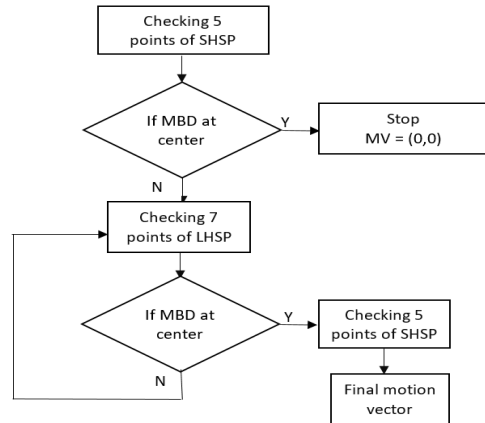 Checking 5
points of SHSP
If MBD at
center
Y
Stop
MV = (0,0)
N
Checking 7
points of LHSP
If MBD at
center
Y
Checking 5
points of SHSP
N
Final motion
vector